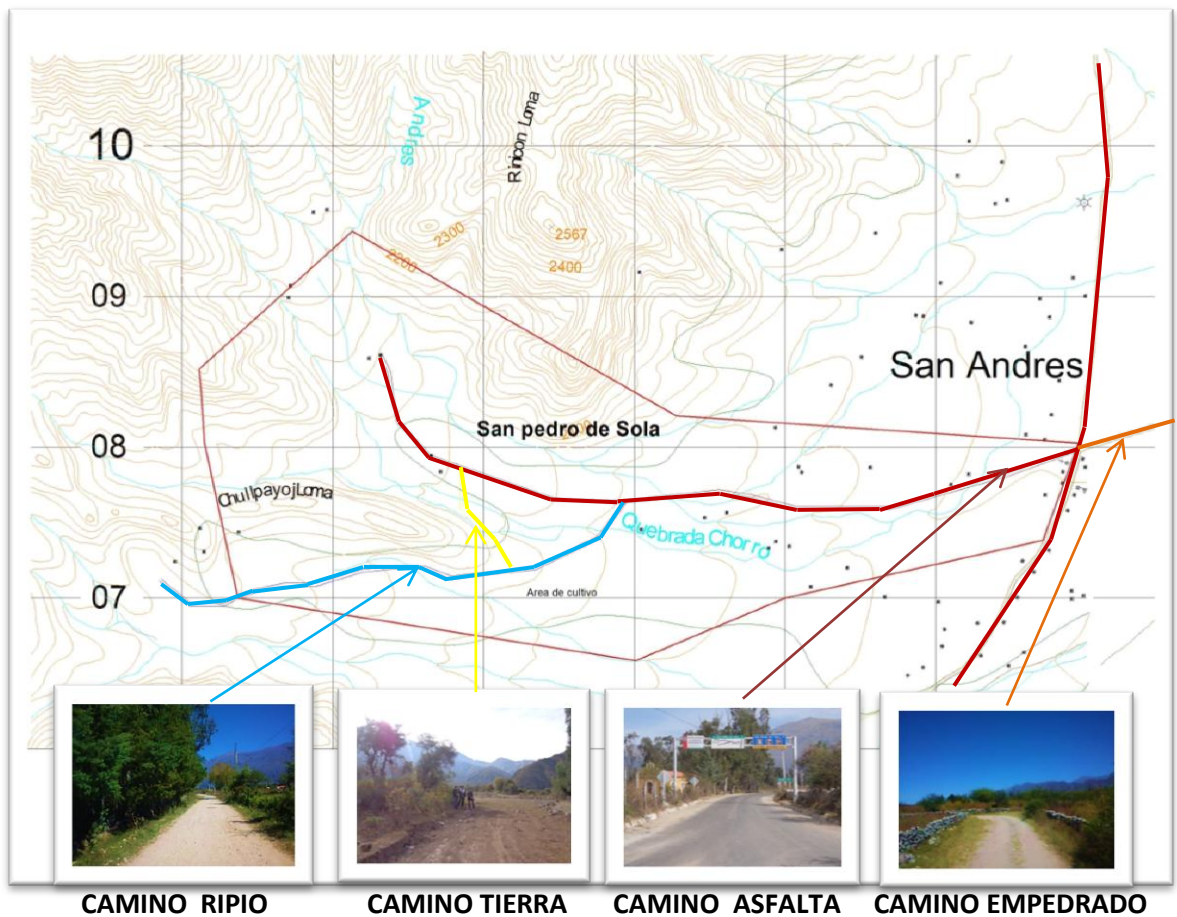 Andres
Rincon Loma
10
2300
2567
2200
2400
09
San Andres
San pedro de Sola
08
Chullpayoj Loma
Quebrada Chorro
Area de cultivo
07
CAMINO RIPIO
CAMINO TIERRA
CAMINO ASFALTA
CAMINO EMPEDRADO